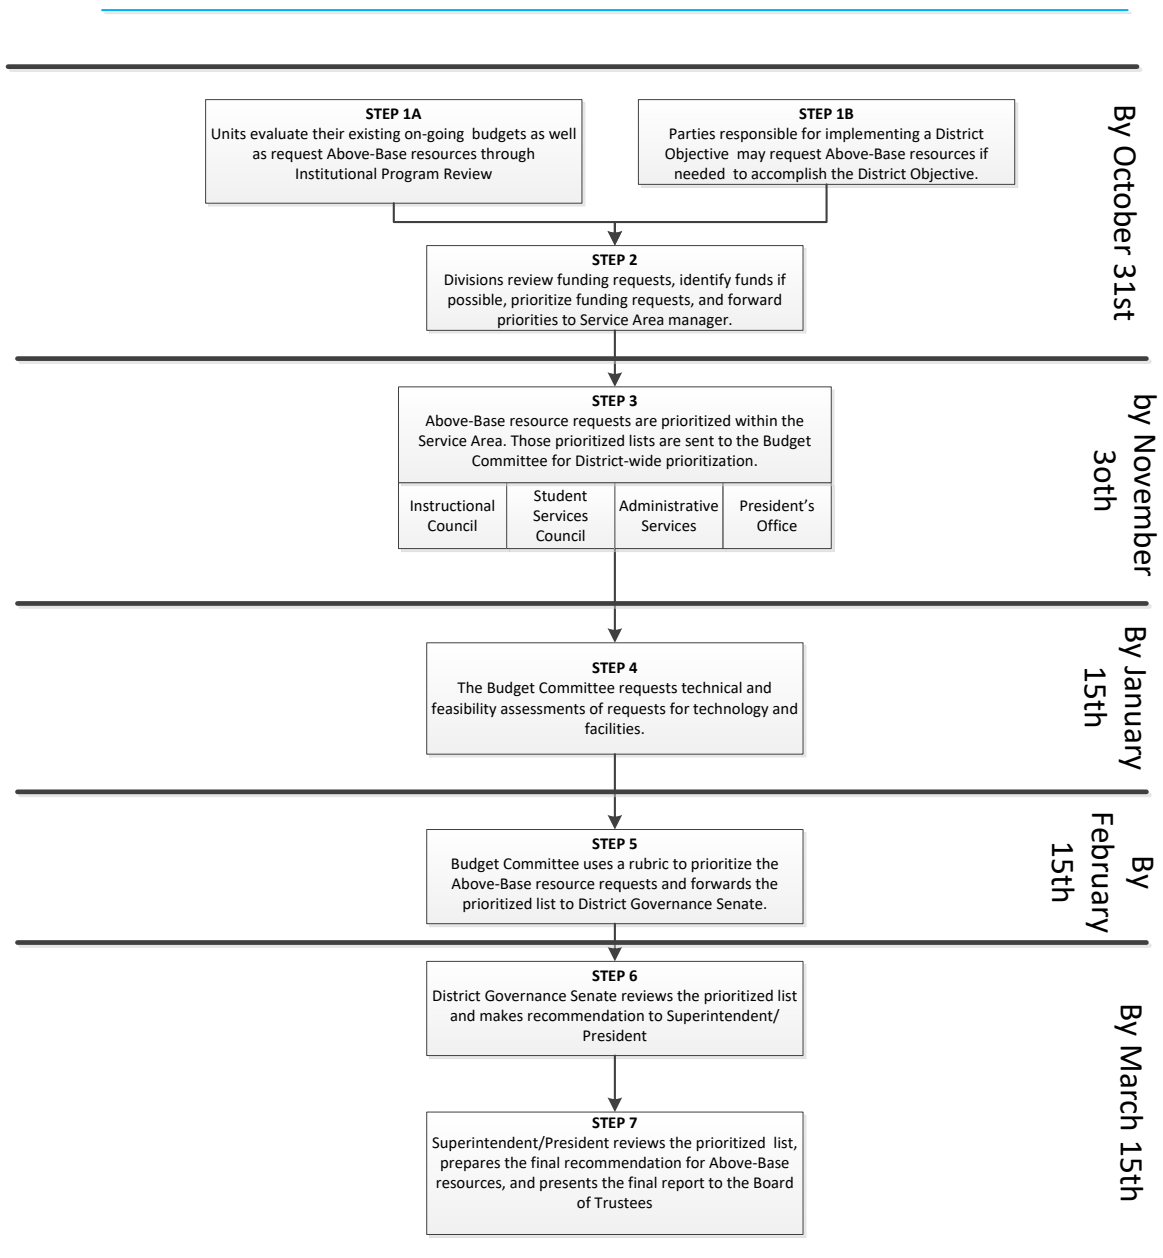 STEP 1A
Units evaluate their existing on-going budgets as well
as request Above-Base resources through
Institutional Program Review
STEP 1B
Parties responsible for implementing a District
Objective may request Above-Base resources if
needed to accomplish the District Objective.
By October 31st
STEP 2
Divisions review funding requests, identify funds if
possible, prioritize funding requests, and forward
priorities to Service Area manager.
STEP 3
Above-Base resource requests are prioritized within the
Service Area. Those prioritized lists are sent to the Budget
Committee for District-wide prioritization.
by November
3oth
Instructional
Council
Student
Services
Council
Administrative
Services
President’s
Office
STEP 4
The Budget Committee requests technical and
feasibility assessments of requests for technology and
facilities.
By January
15th
STEP 5
Budget Committee uses a rubric to prioritize the
Above-Base resource requests and forwards the
prioritized list to District Governance Senate.
By
February
15th
STEP 6
District Governance Senate reviews the prioritized list
and makes recommendation to Superintendent/
President
By March 15th
STEP 7
Superintendent/President reviews the prioritized list,
prepares the final recommendation for Above-Base
resources, and presents the final report to the Board
of Trustees